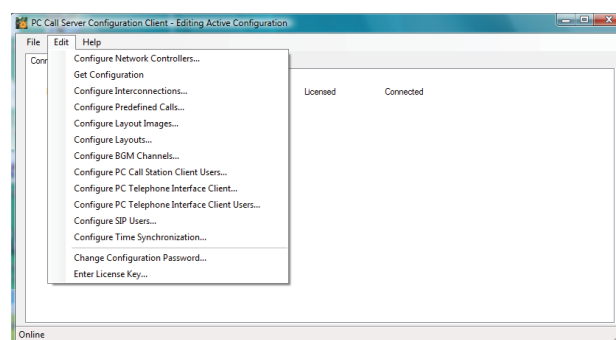 PC Call Server Configuration Client - Editing Active Configuration
File Edit Help
Conr
Licensed Connected
Configure Network Controllers...
Get Configuration
Configure Interconnections...
Configure Predefined Calls...
Configure Layout Images...
Configure Layouts...
Configure BGM Channels...
Configure PC Call Station Client Users...
Configure PC Telephone Interface Client...
Configure PC Telephone Interface Client Users...
Configure SIP Users...
Configure Time Synchronization...
Change Configuration Password...
Enter License Key...
Online